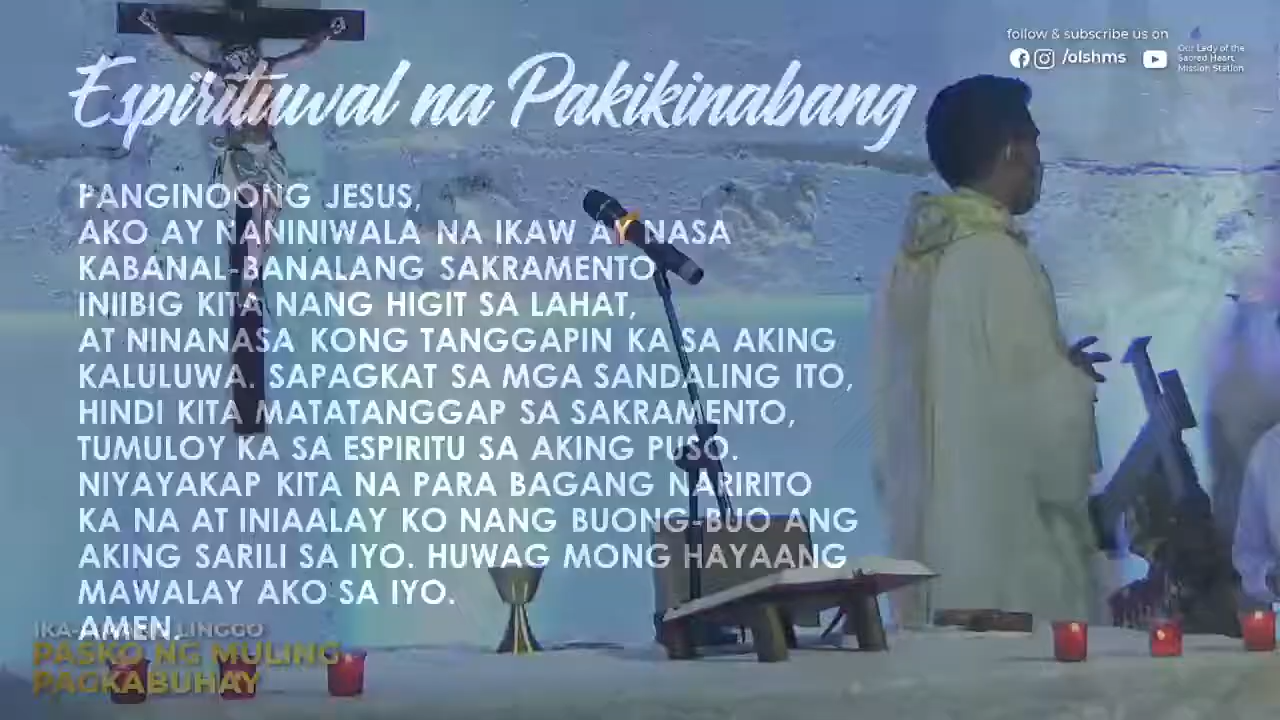 follow & subscribe us on
/olshms
Our Lady of the
Sacred Heart
Mission Station
Espirituwal na Pakikinabang
PANGINOONG JESUS,
AKO AY NANINIWALA NA IKAW AY NASA
KABANAL-BANALANG SAKRAMENTO
INIIBIG KITA NANG HIGIT SA LAHAT,
AT NINANASA KONG TANGGAPIN KA SA AKING
KALULUWA. SAPAGKAT SA MGA SANDALING ITO,
HINDI KITA MATATANGGAP SA SAKRAMENTO,
TUMULOY KA SA ESPIRITU SA AKING PUSO.
NIYAYAKAP KITA NA PARA BAGANG NARIRITO
KA NA AT INIAALAY KO NANG BUONG-BUO ANG
AKING SARILI SA IYO. HUWAG MONG HAYAANG
MAWALAY AKO SA IYO.
AMEN.
LINGGO
PASKO NG MULING
PAGKABUHAY